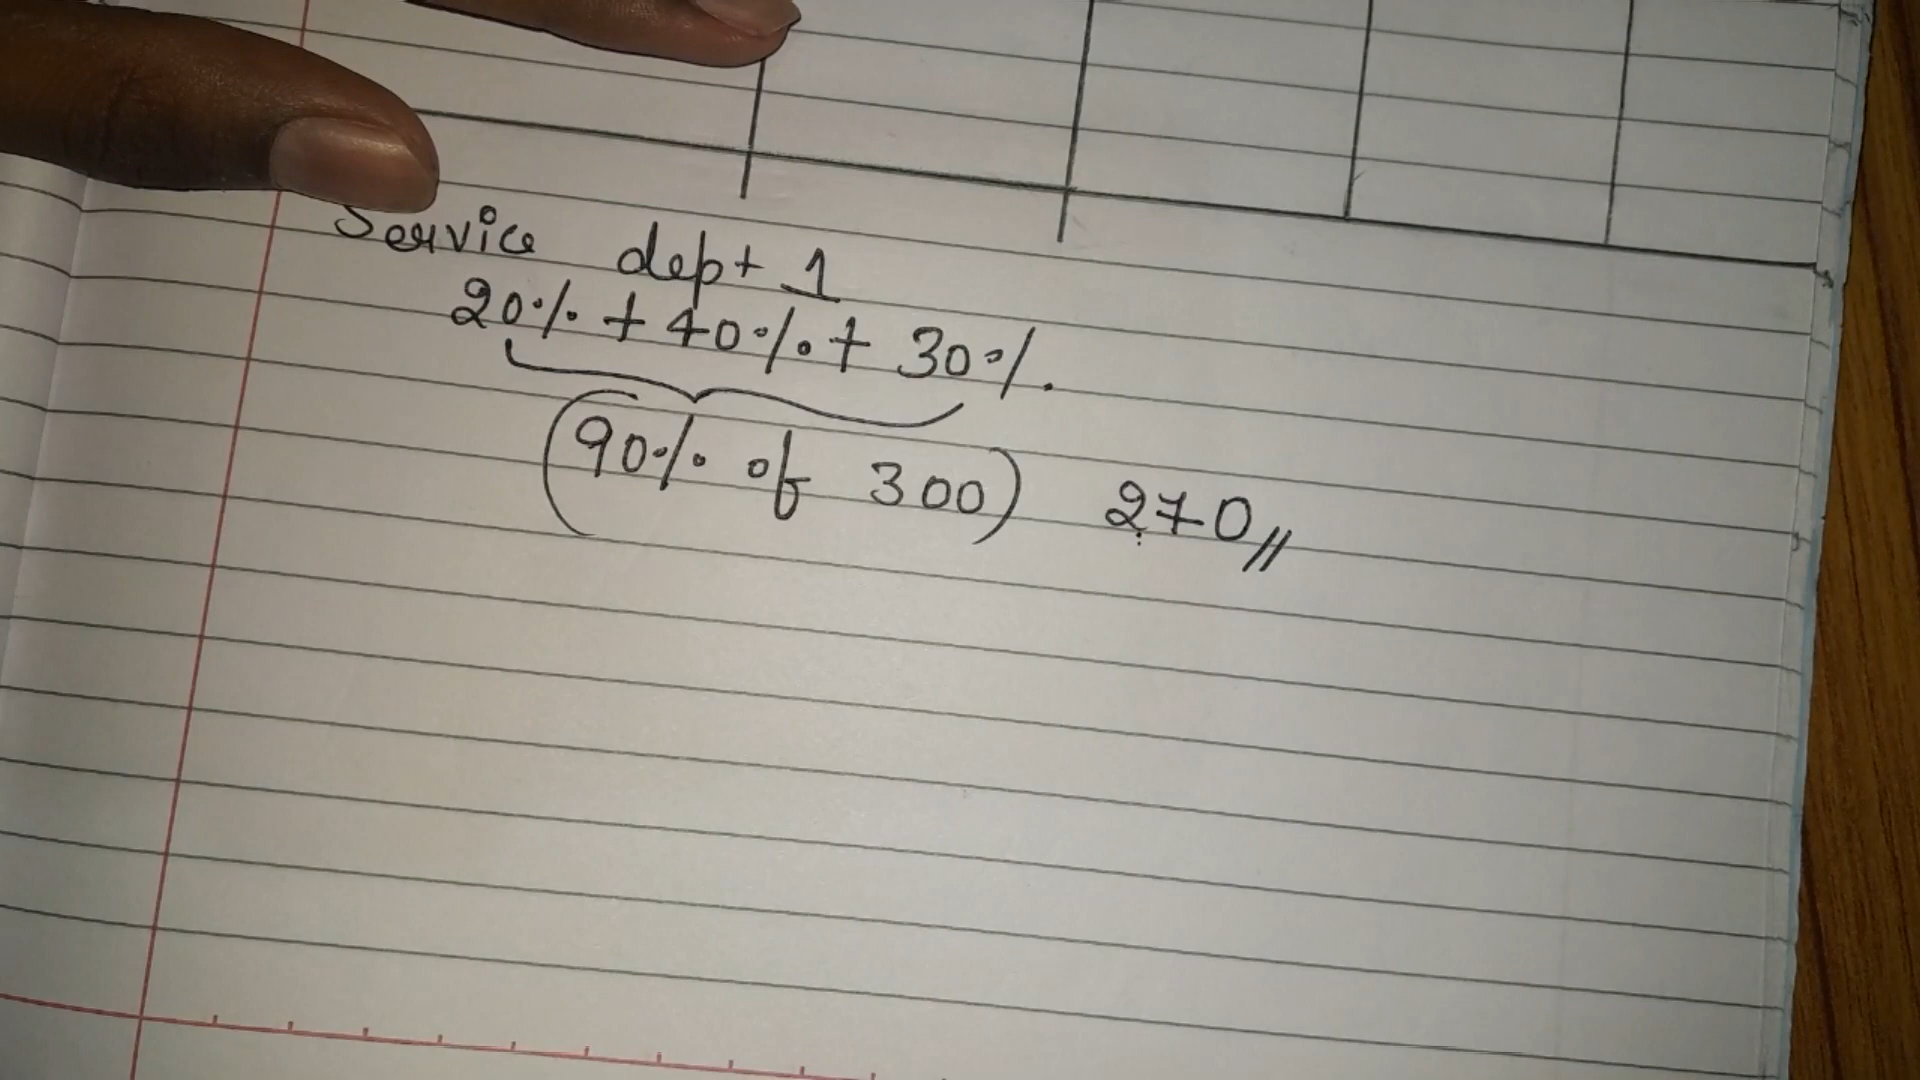 Service dept 1
20% + 40% + 30%.
(90% of 300) 270//